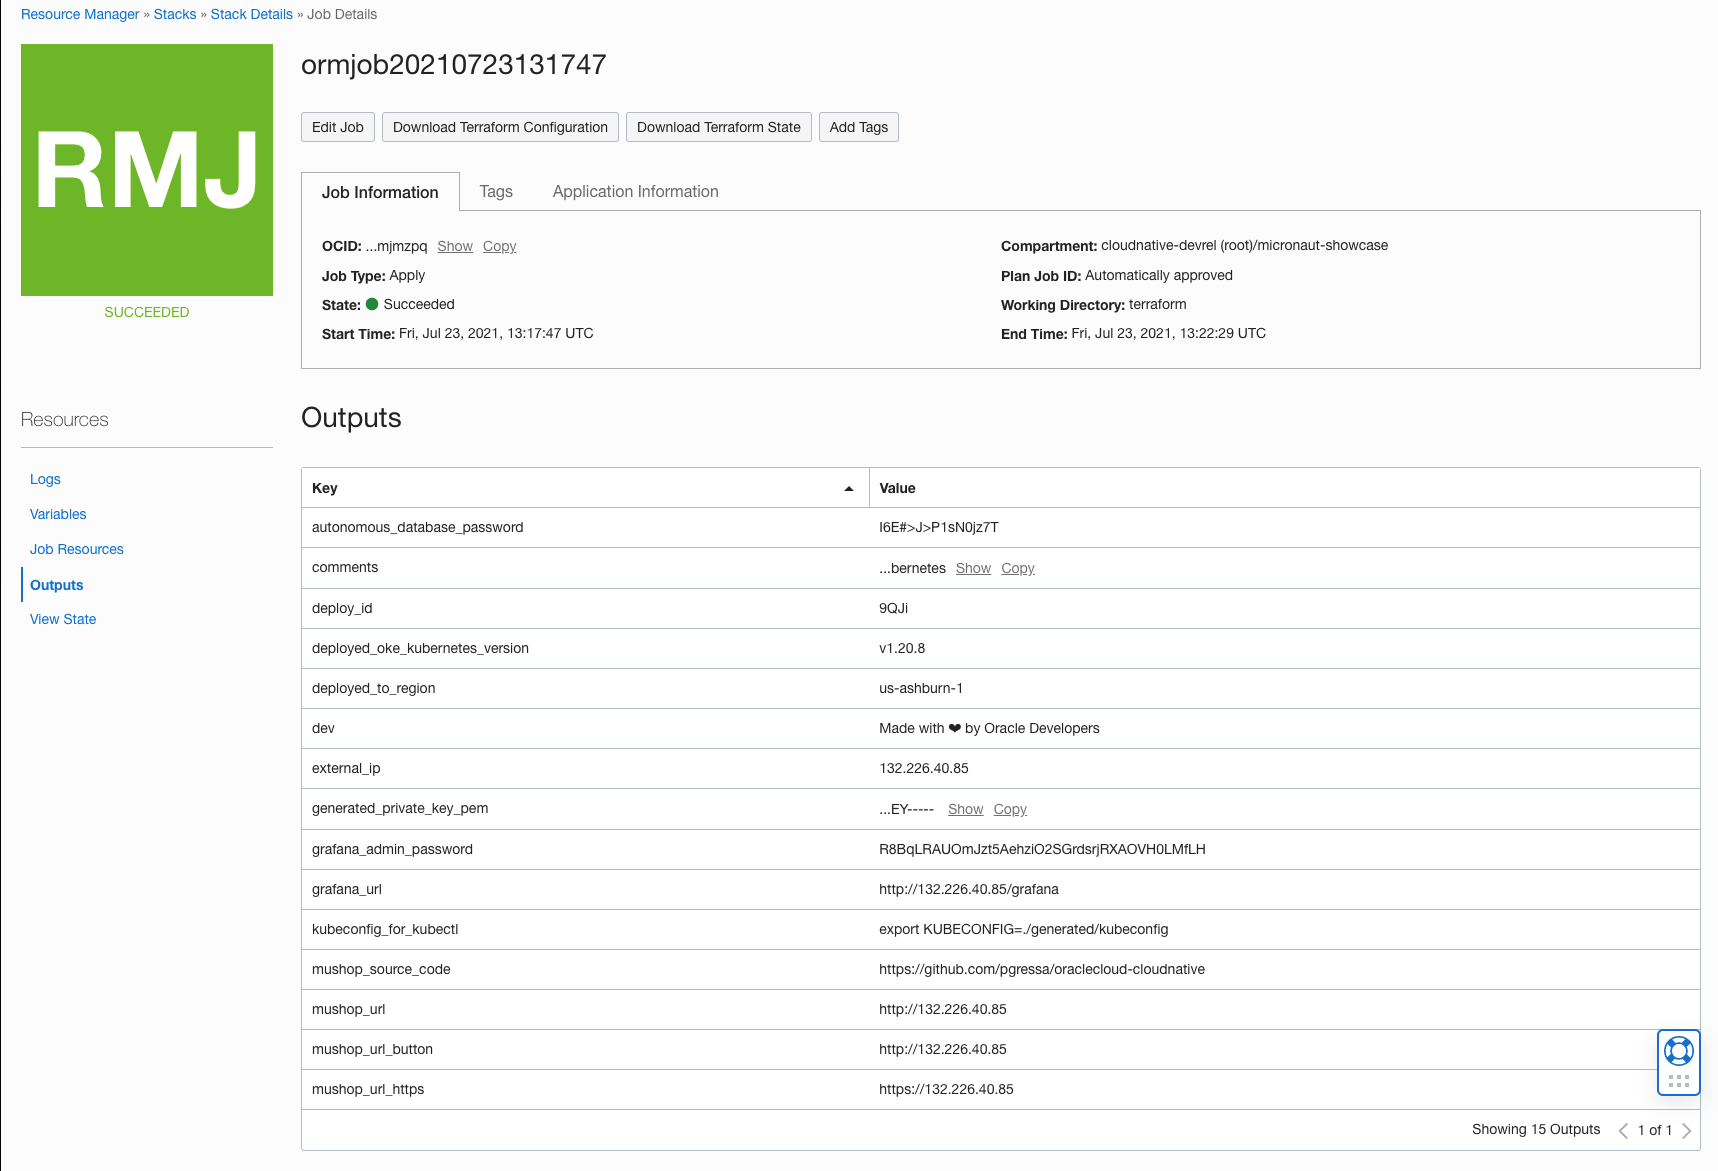 Resource Manager » Stacks » Stack Details » Job Details
RMJ
SUCCEEDED
ormjob20210723131747
Edit Job Download Terraform Configuration Download Terraform State Add Tags
Job Information Tags Application Information
OCID: ...mjmzpq Show Copy
Compartment: cloudnative-devrel (root)/micronaut-showcase
Job Type: Apply
Plan Job ID: Automatically approved
State: Succeeded
Working Directory: terraform
Start Time: Fri, Jul 23, 2021, 13:17:47 UTC
End Time: Fri, Jul 23, 2021, 13:22:29 UTC
Resources
Logs
Variables
Job Resources
Outputs
View State
Outputs
Key Value
autonomous_database_password I6E#>J>P1sN0jz7T
comments ...bernetes Show Copy
deploy_id 9QJi
deployed_oke_kubernetes_version v1.20.8
deployed_to_region us-ashburn-1
dev Made with ❤ by Oracle Developers
external_ip 132.226.40.85
generated_private_key_pem ...EY----- Show Copy
grafana_admin_password R8BqLRAUOmJzt5AehziO2SGrdsrjRXAOVH0LMfLH
grafana_url http://132.226.40.85/grafana
kubeconfig_for_kubectl export KUBECONFIG=./generated/kubeconfig
mushop_source_code https://github.com/pgressa/oraclecloud-cloudnative
mushop_url http://132.226.40.85
mushop_url_button http://132.226.40.85
mushop_url_https https://132.226.40.85
Showing 15 Outputs 1 of 1